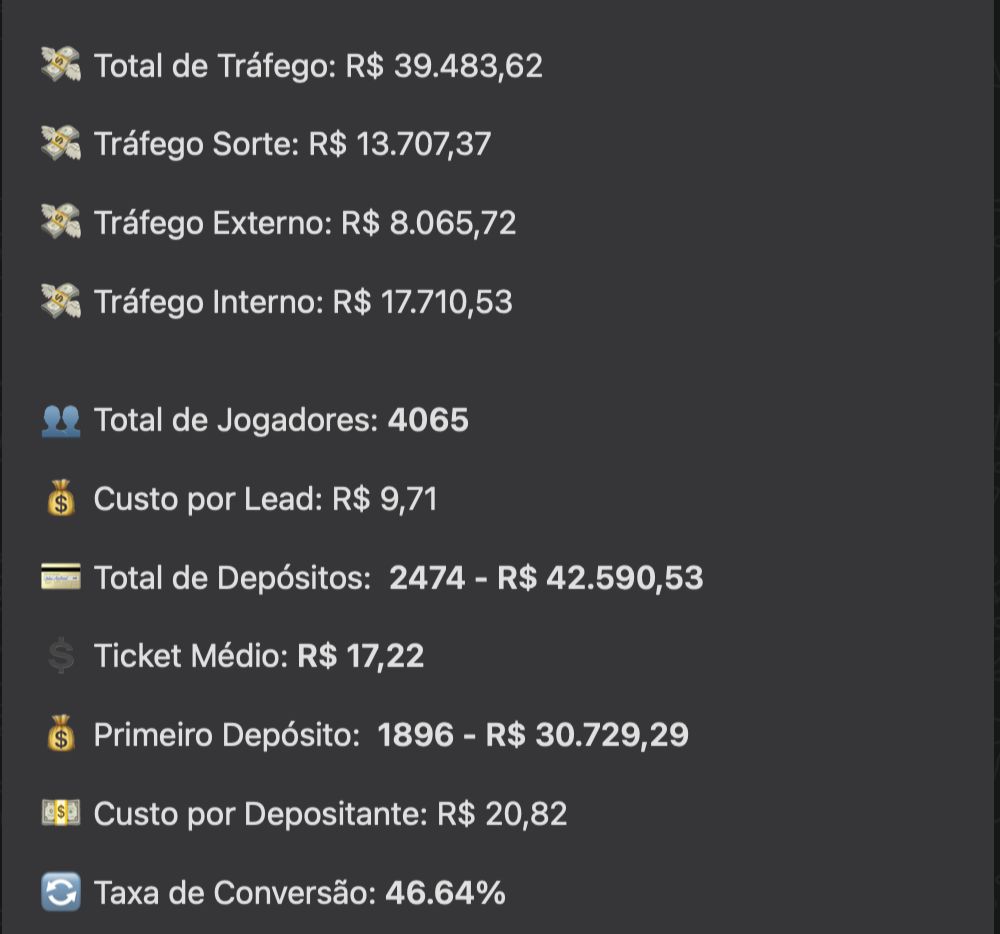 💸 Total de Tráfego: R$ 39.483,62
💸 Tráfego Sorte: R$ 13.707,37
💸 Tráfego Externo: R$ 8.065,72
💸 Tráfego Interno: R$ 17.710,53
👥 Total de Jogadores: 4065
💰 Custo por Lead: R$ 9,71
💳 Total de Depósitos: 2474 - R$ 42.590,53
💲 Ticket Médio: R$ 17,22
💰 Primeiro Depósito: 1896 - R$ 30.729,29
💵 Custo por Depositante: R$ 20,82
🔄 Taxa de Conversão: 46.64%